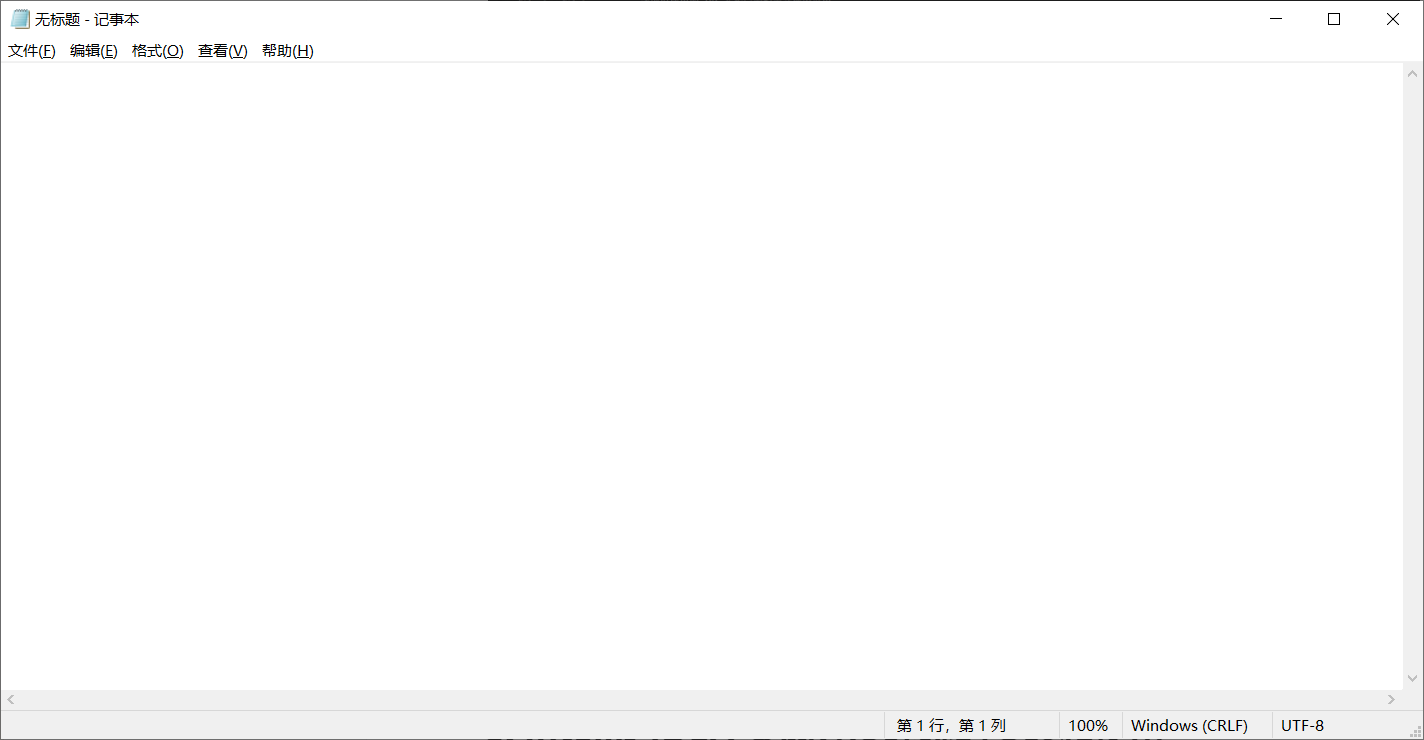 无标题 - 记事本
文件(F) 编辑(E) 格式(O) 查看(V) 帮助(H)
第 1 行，第 1 列 100% Windows (CRLF) UTF-8